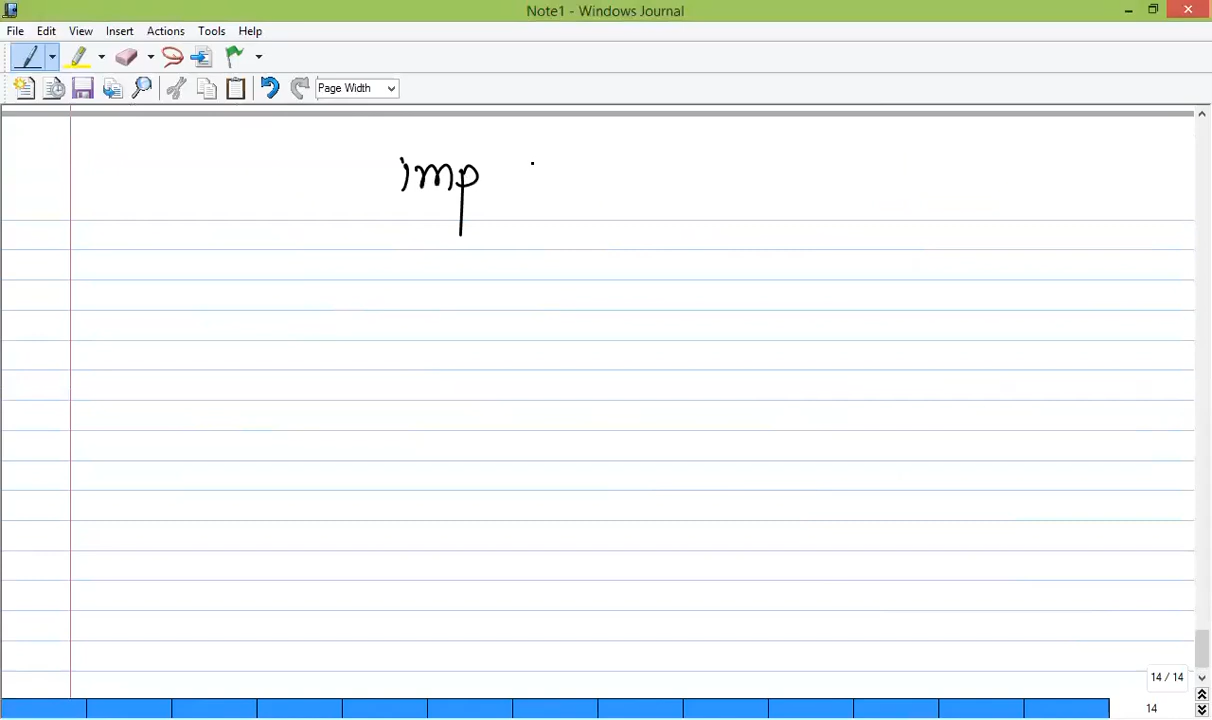 Note1 - Windows Journal
File Edit View Insert Actions Tools Help
Page Width
imp
14 / 14
14